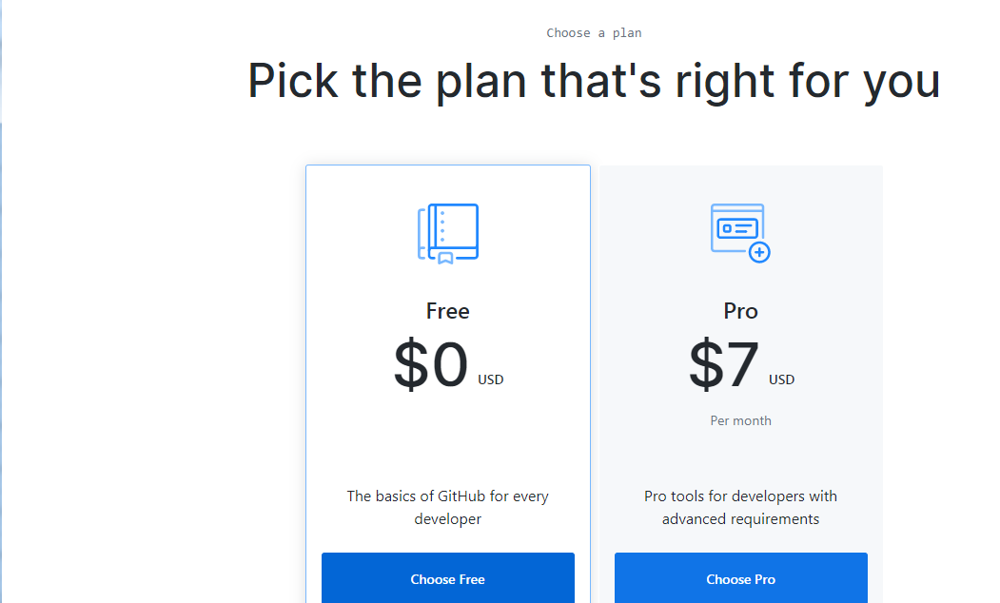 Choose a plan
Pick the plan that's right for you
Free
$0 USD
The basics of GitHub for every
developer
Choose Free
Pro
$7 USD
Per month
Pro tools for developers with
advanced requirements
Choose Pro